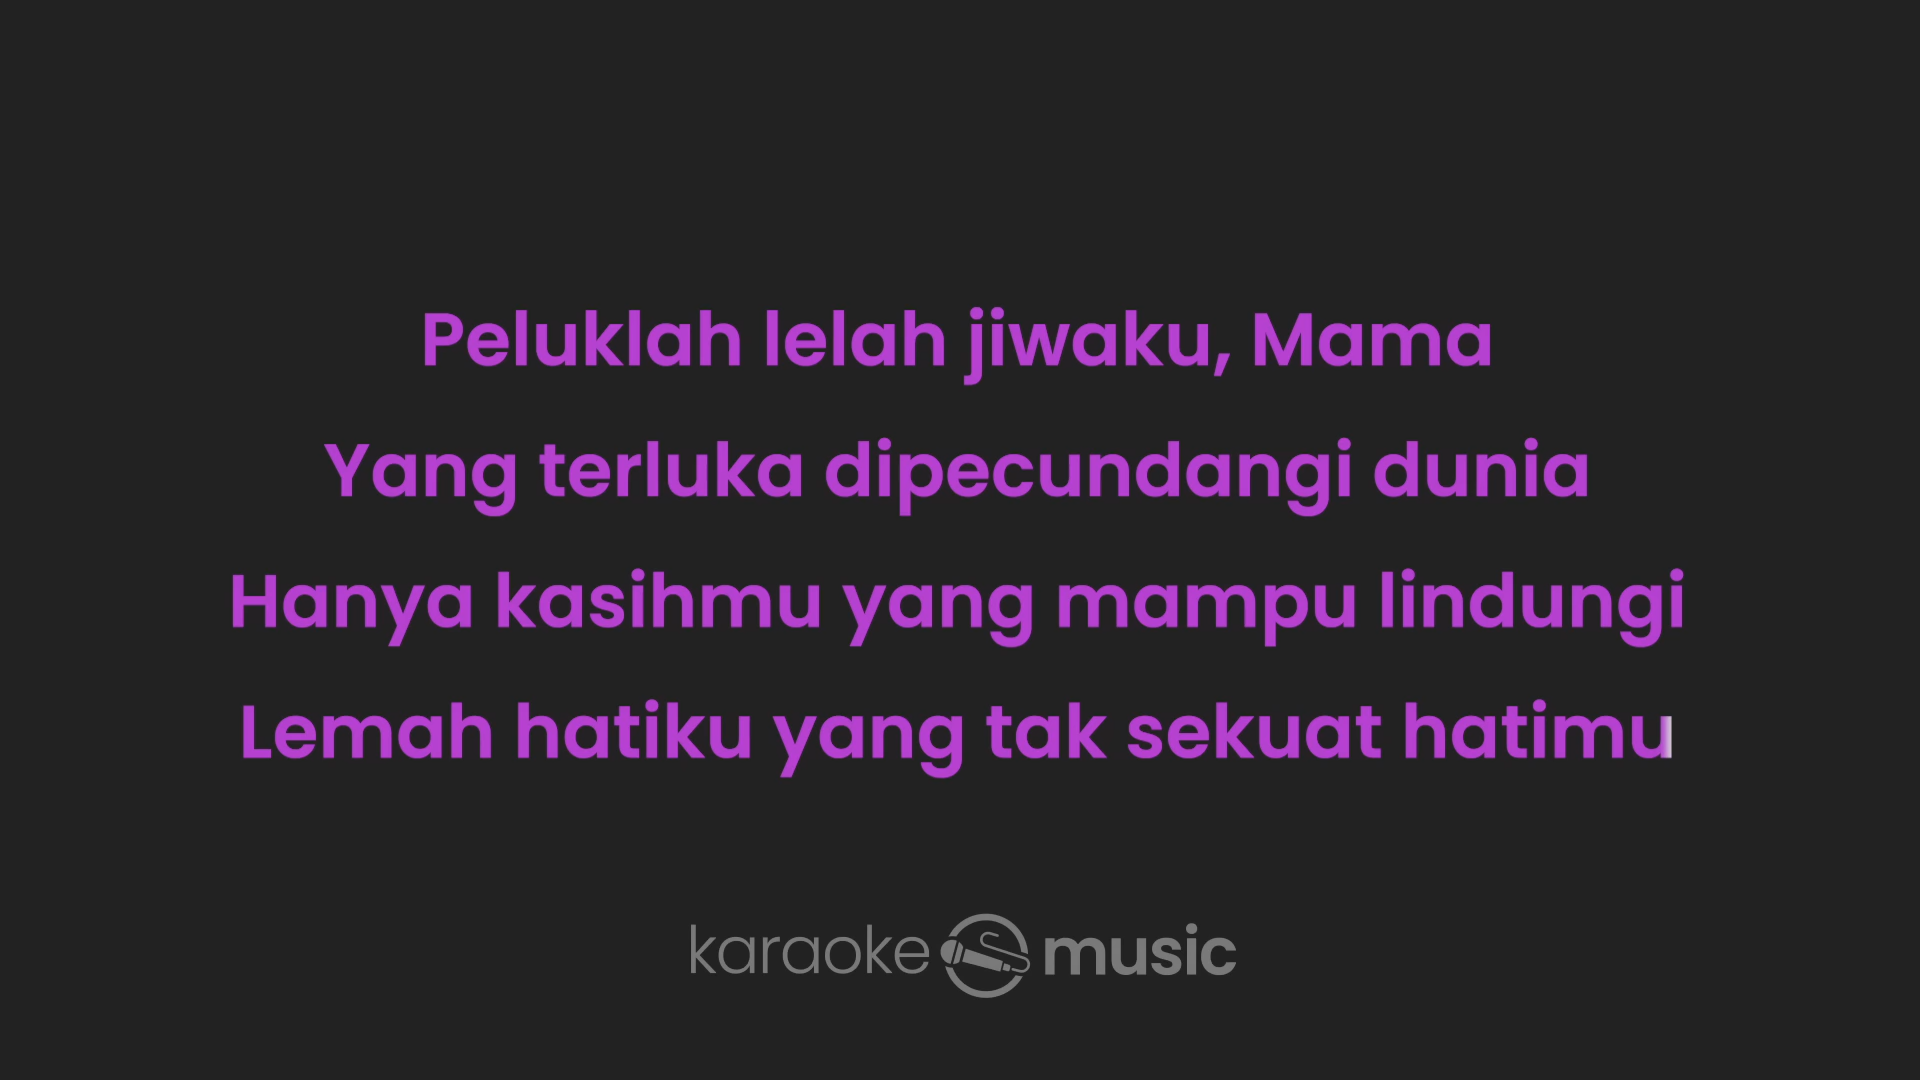 Peluklah lelah jiwaku, Mama
Yang terluka dipecundangi dunia
Hanya kasihmu yang mampu lindungi
Lemah hatiku yang tak sekuat hatimu
karaoke music